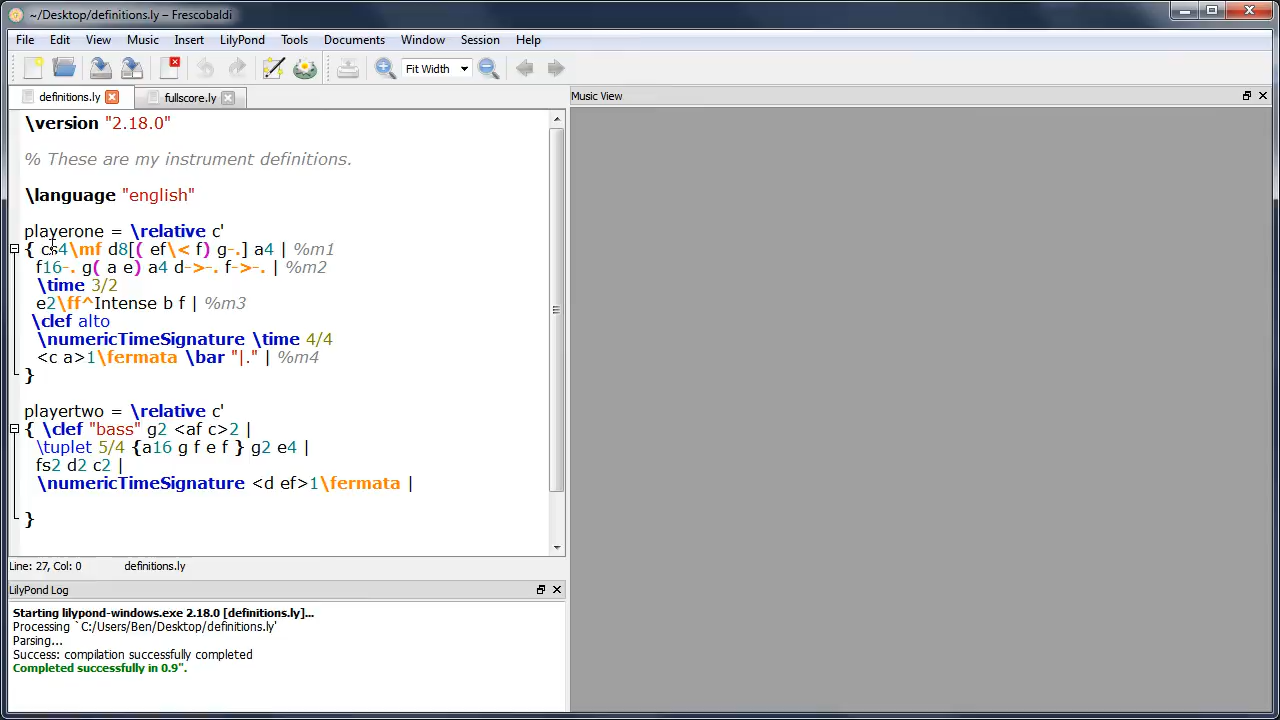 ~/Desktop/definitions.ly – Frescobaldi
File Edit View Music Insert LilyPond Tools Documents Window Session Help
Fit Width
definitions.ly fullscore.ly
Music View
\version "2.18.0"
% These are my instrument definitions.
\language "english"
playerone = \relative c'
{ cs4\mf d8[( ef\< f) g-.] a4 | %m1
f16-. g( a e) a4 d->-. f->-. | %m2
\time 3/2
e2\ff^Intense b f | %m3
\clef alto
\numericTimeSignature \time 4/4
<c a>1\fermata \bar "|." | %m4
}
playertwo = \relative c'
{ \clef "bass" g2 <af c>2 |
\tuplet 5/4 {a16 g f e f } g2 e4 |
fs2 d2 c2 |
\numericTimeSignature <d ef>1\fermata |
}
Line: 27, Col: 0 definitions.ly
LilyPond Log
Starting lilypond-windows.exe 2.18.0 [definitions.ly]...
Processing `C:/Users/Ben/Desktop/definitions.ly'
Parsing...
Success: compilation successfully completed
Completed successfully in 0.9".